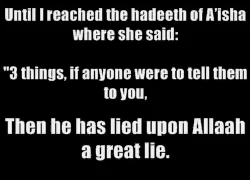 Until I reached the hadeeth of A'isha
where she said:
"3 things, if anyone were to tell them
to you,
Then he has lied upon Allaah
a great lie.